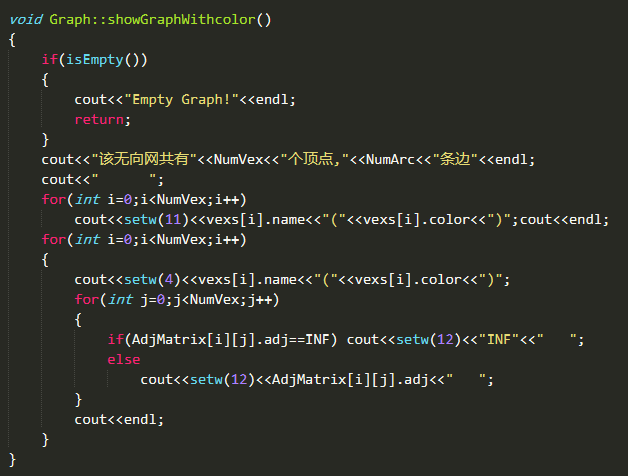 void Graph::showGraphWithcolor()
{
    if(isEmpty())
    {
        cout<<"Empty Graph!"<<endl;
        return;
    }
    cout<<"该无向网共有"<<NumVex<<"个顶点,"<<NumArc<<"条边"<<endl;
    cout<<"      ";
    for(int i=0;i<NumVex;i++)
        cout<<setw(11)<<vexs[i].name<<"("<<vexs[i].color<<")";cout<<endl;
    for(int i=0;i<NumVex;i++)
    {
        cout<<setw(4)<<vexs[i].name<<"("<<vexs[i].color<<")";
        for(int j=0;j<NumVex;j++)
        {
            if(AdjMatrix[i][j].adj==INF) cout<<setw(12)<<"INF"<<"   ";
            else
                cout<<setw(12)<<AdjMatrix[i][j].adj<<"   ";
        }
        cout<<endl;
    }
}